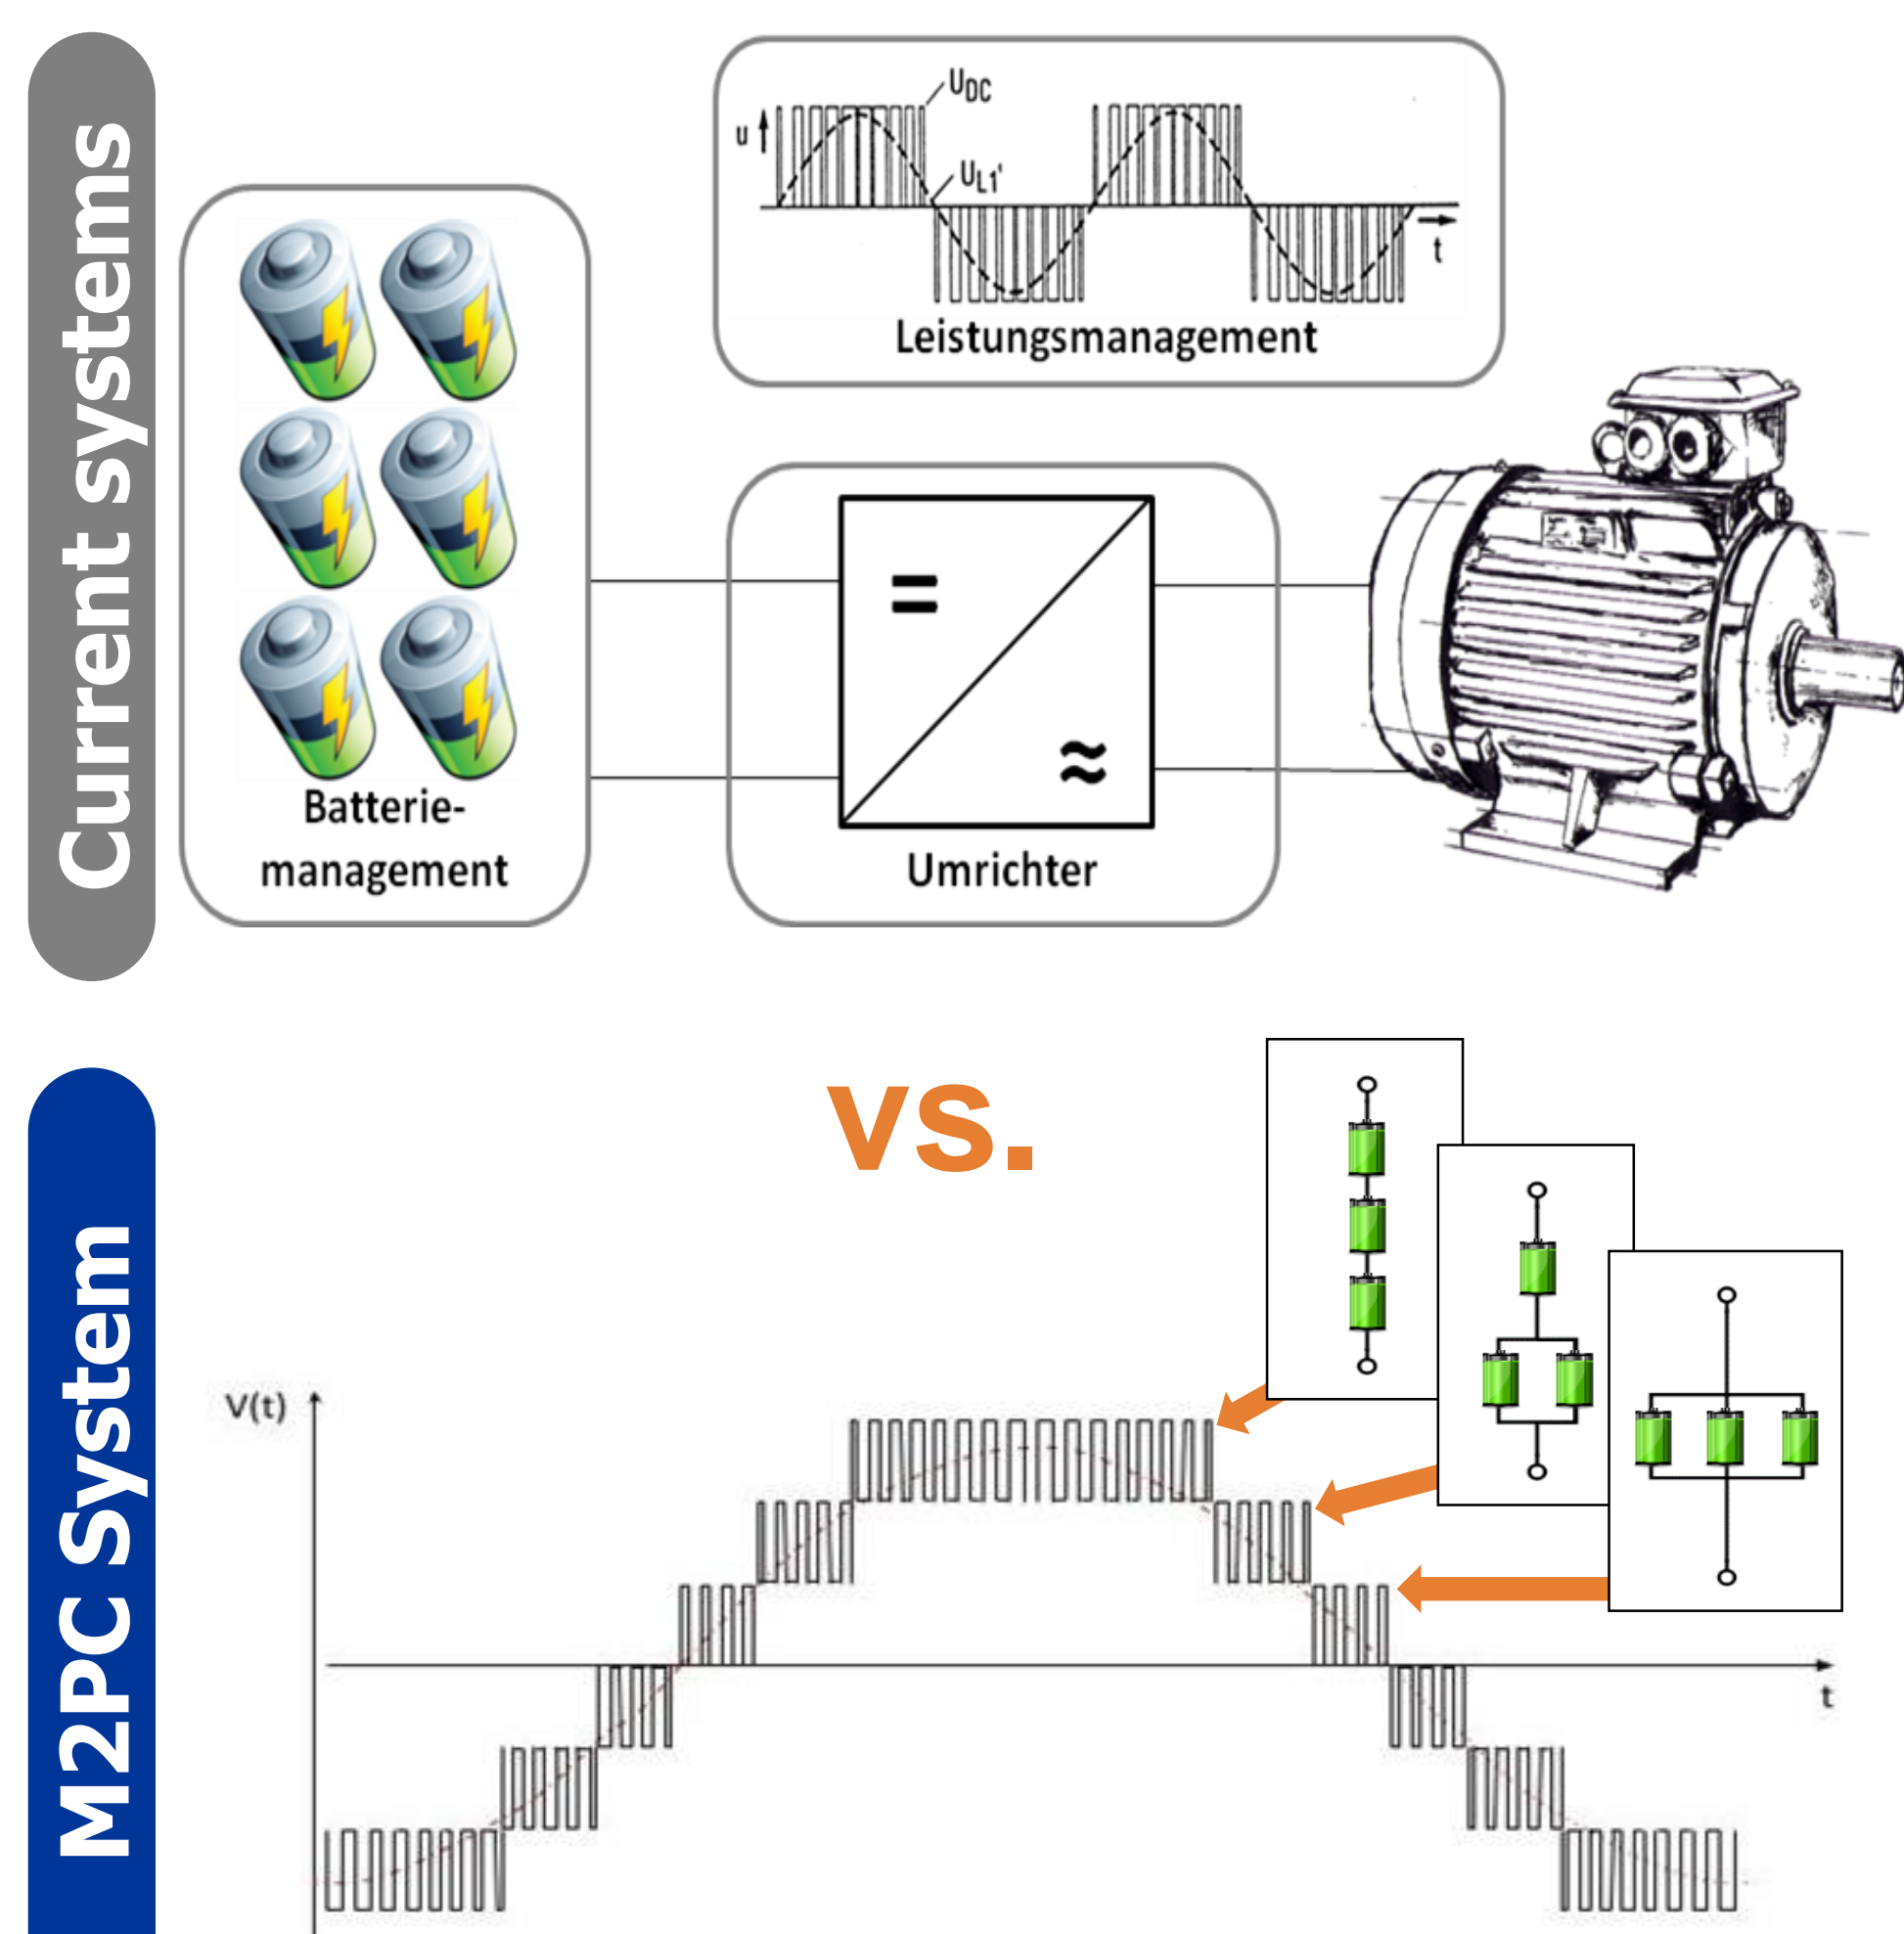 Current systems
U_DC
u
U_L1'
t
Leistungsmanagement
Batterie-
management
=
≈
Umrichter
vs.
M2PC System
V(t)
t